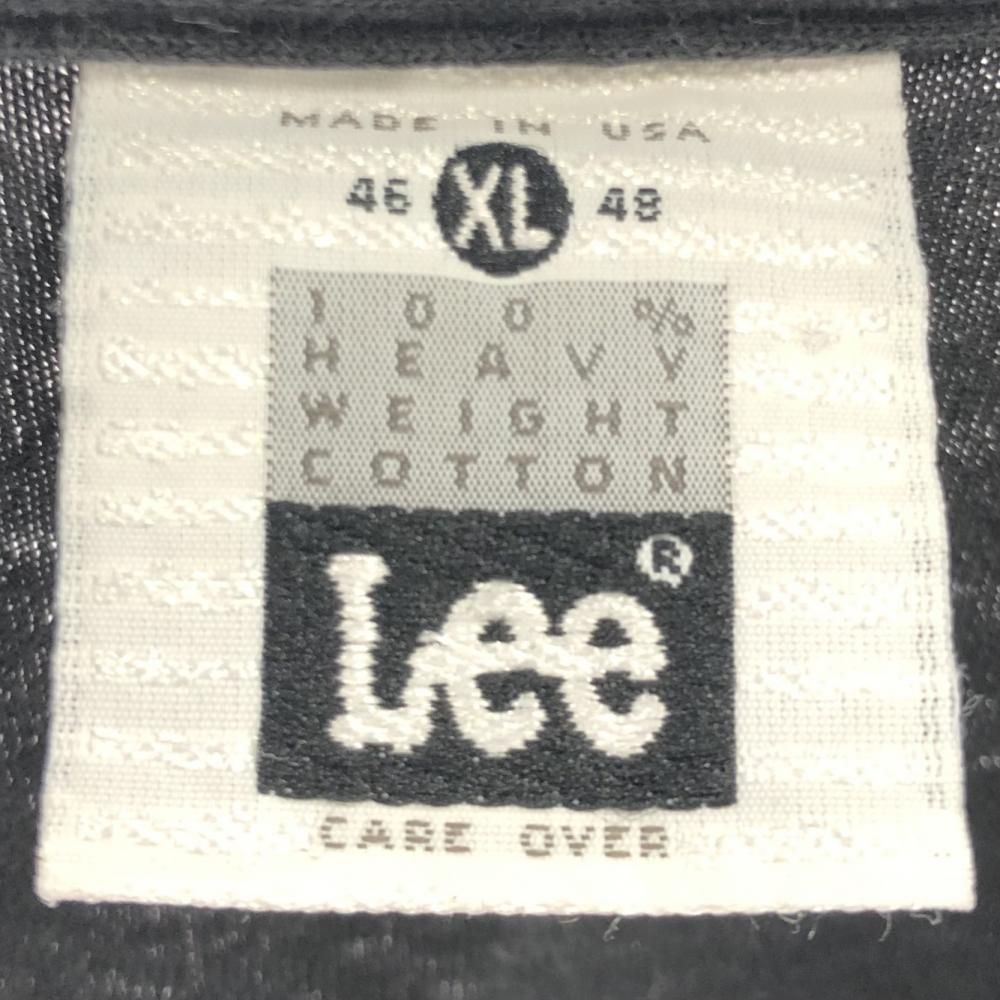 MADE IN USA
46 XL 48
100%
HEAVY
WEIGHT
COTTON
Lee®
CARE OVER